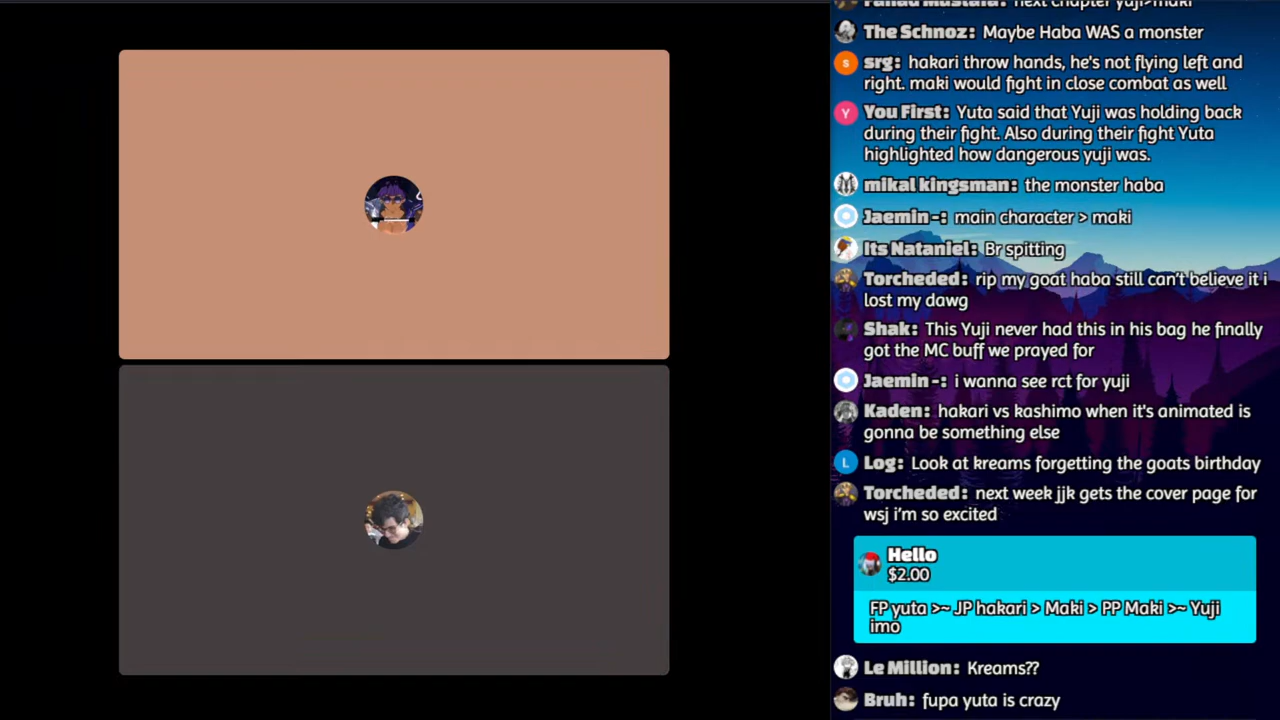 Fahad Mustafa: next chapter yuji>maki
The Schnoz: Maybe Haba WAS a monster
srg: hakari throw hands, he's not flying left and
right. maki would fight in close combat as well
You First: Yuta said that Yuji was holding back
during their fight. Also during their fight Yuta
highlighted how dangerous yuji was.
mikal kingsman: the monster haba
Jaemin -: main character > maki
Its Nataniel: Br spitting
Torcheded: rip my goat haba still can't believe it i
lost my dawg
Shak: This Yuji never had this in his bag he finally
got the MC buff we prayed for
Jaemin -: i wanna see rct for yuji
Kaden: hakari vs kashimo when it's animated is
gonna be something else
Log: Look at kreams forgetting the goats birthday
Torcheded: next week jjk gets the cover page for
wsj i'm so excited
Hello
$2.00
FP yuta >~ JP hakari > Maki > PP Maki >~ Yuji
imo
Le Million: Kreams??
Bruh: fupa yuta is crazy
S
Y
L